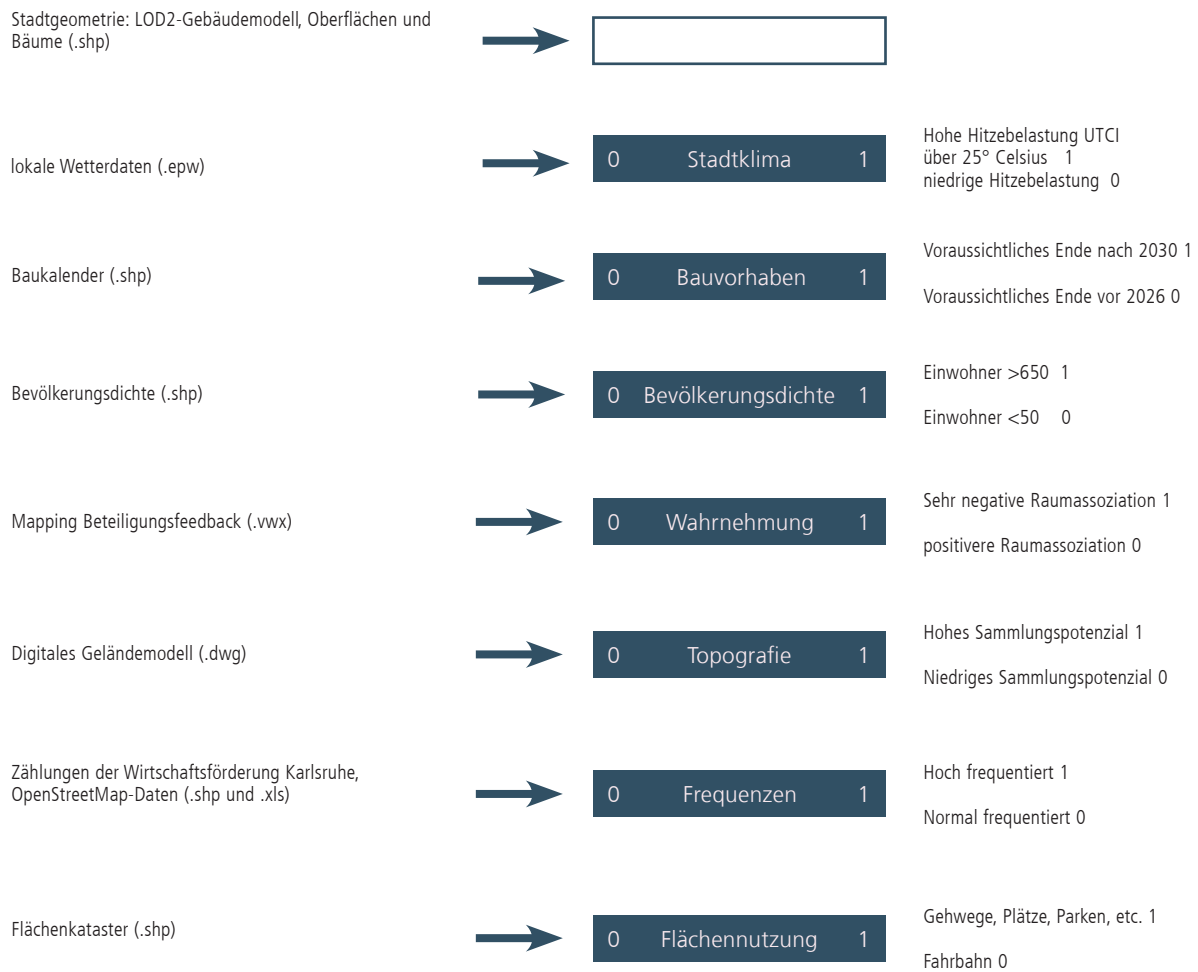 Stadtgeometrie: LOD2-Gebäudemodell, Oberflächen und
Bäume (.shp)
lokale Wetterdaten (.epw)
0 Stadtklima 1
Hohe Hitzebelastung UTCI
über 25° Celsius 1
niedrige Hitzebelastung 0
Baukalender (.shp)
0 Bauvorhaben 1
Voraussichtliches Ende nach 2030 1
Voraussichtliches Ende vor 2026 0
Bevölkerungsdichte (.shp)
0 Bevölkerungsdichte 1
Einwohner >650 1
Einwohner <50 0
Mapping Beteiligungsfeedback (.vwx)
0 Wahrnehmung 1
Sehr negative Raumassoziation 1
positivere Raumassoziation 0
Digitales Geländemodell (.dwg)
0 Topografie 1
Hohes Sammlungspotenzial 1
Niedriges Sammlungspotenzial 0
Zählungen der Wirtschaftsförderung Karlsruhe,
OpenStreetMap-Daten (.shp und .xls)
0 Frequenzen 1
Hoch frequentiert 1
Normal frequentiert 0
Flächenkataster (.shp)
0 Flächennutzung 1
Gehwege, Plätze, Parken, etc. 1
Fahrbahn 0